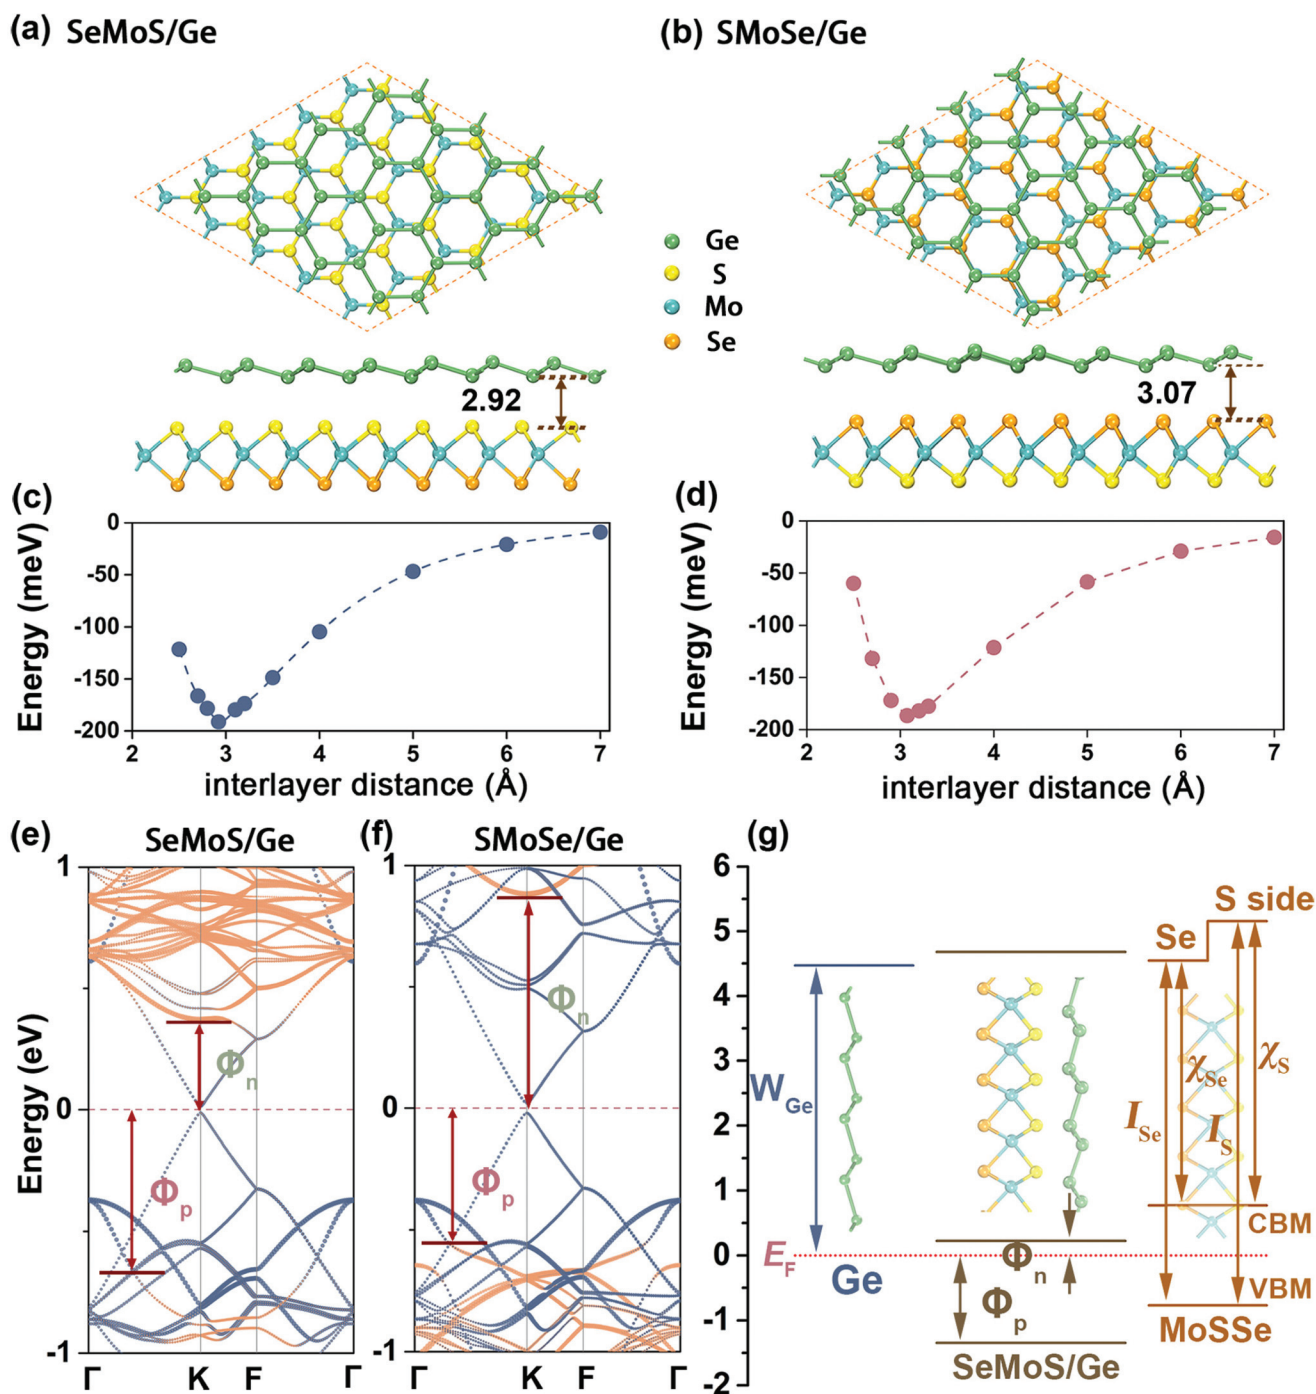 (a) SeMoS/Ge
(b) SMoSe/Ge
Ge
S
Mo
Se
2.92
3.07
(c)
Energy (meV)
0
-50
-100
-150
-200
2 3 4 5 6 7
interlayer distance (Å)
(d)
Energy (meV)
0
-50
-100
-150
-200
2 3 4 5 6 7
interlayer distance (Å)
(e)
SeMoS/Ge
Energy (eV)
1
0
-1
Φn
Φp
Γ K F Γ
(f)
SMoSe/Ge
1
0
-1
Φn
Φp
Γ K F Γ
(g)
6
5
4
3
2
1
0
-1
-2
EF
WGe
Ge
Φn
Φp
SeMoS/Ge
S side
Se
ISe
χSe
IS
χS
CBM
VBM
MoSSe